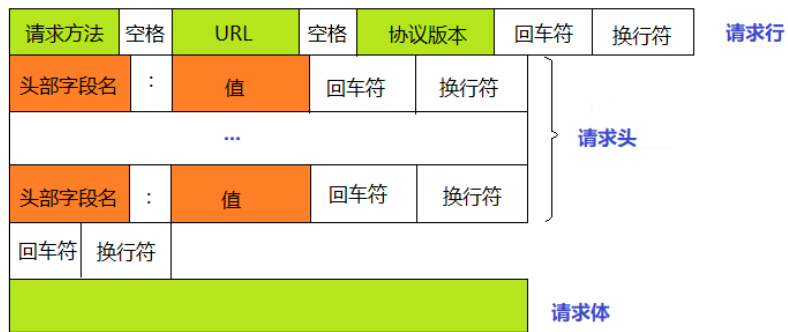 请求方法 空格 URL 空格 协议版本 回车符 换行符 请求行
头部字段名 : 值 回车符 换行符
...
请求头
头部字段名 : 值 回车符 换行符
回车符 换行符
请求体